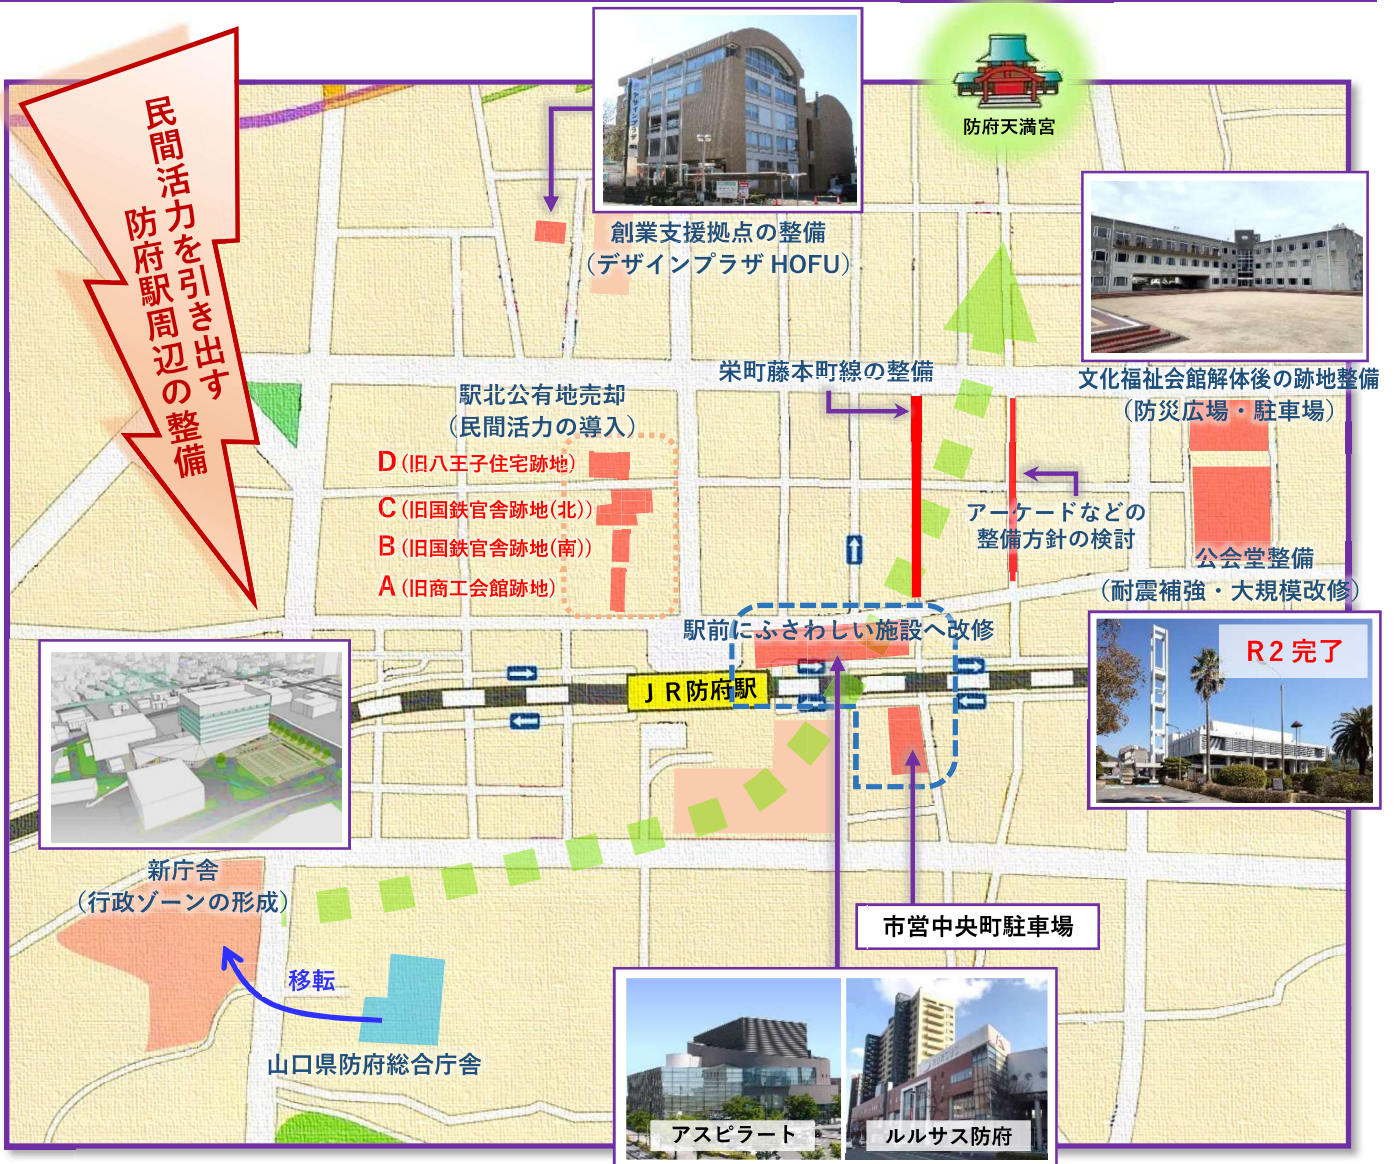 民間活力を引き出す
防府駅周辺の整備
デザインプラザ
防府天満宮
創業支援拠点の整備
（デザインプラザ HOFU）
文化福祉会館解体後の跡地整備
（防災広場・駐車場）
栄町藤本町線の整備
駅北公有地売却
（民間活力の導入）
D（旧八王子住宅跡地）
C（旧国鉄官舎跡地(北)）
B（旧国鉄官舎跡地(南)）
A（旧商工会館跡地）
アーケードなどの
整備方針の検討
公会堂整備
（耐震補強・大規模改修）
R2 完了
駅前にふさわしい施設へ改修
ＪＲ防府駅
新庁舎
（行政ゾーンの形成）
市営中央町駐車場
移転
山口県防府総合庁舎
アスピラート
ルルサス防府